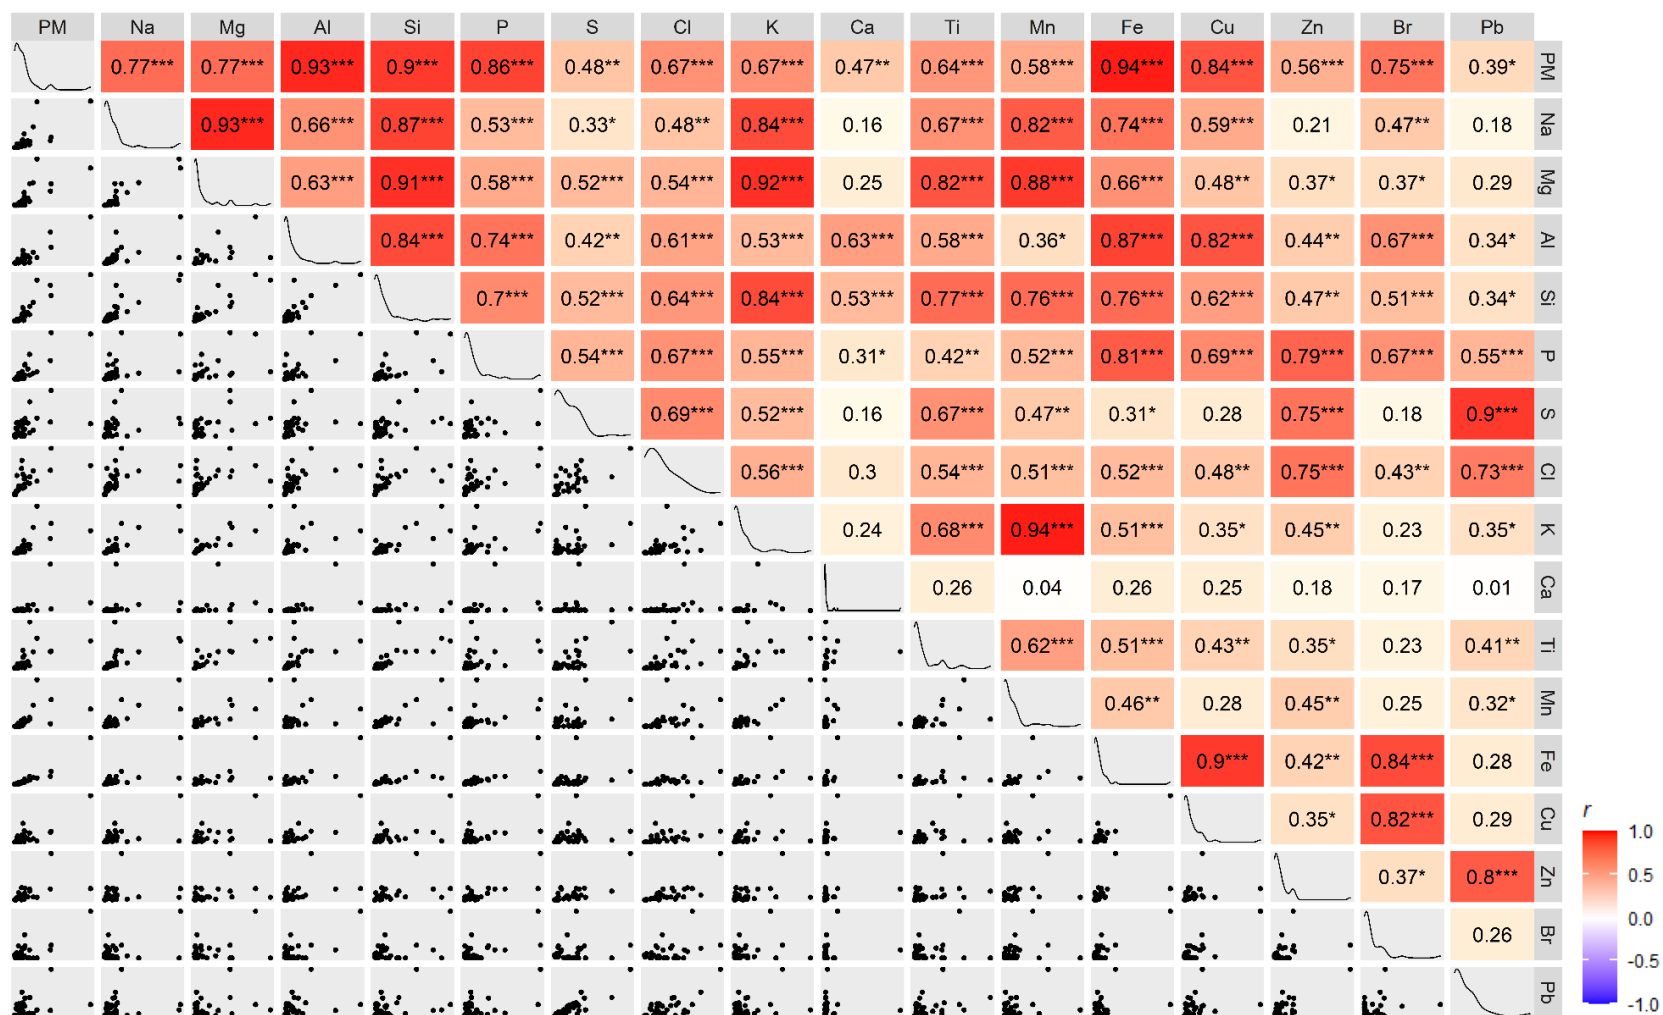 PM Na Mg Al Si P S Cl K Ca Ti Mn Fe Cu Zn Br Pb
0.77*** 0.77*** 0.93*** 0.9*** 0.86*** 0.48** 0.67*** 0.67*** 0.47** 0.64*** 0.58*** 0.94*** 0.84*** 0.56*** 0.75*** 0.39* PM
0.93*** 0.66*** 0.87*** 0.53*** 0.33* 0.48** 0.84*** 0.16 0.67*** 0.82*** 0.74*** 0.59*** 0.21 0.47** 0.18 Na
0.63*** 0.91*** 0.58*** 0.52*** 0.54*** 0.92*** 0.25 0.82*** 0.88*** 0.66*** 0.48** 0.37* 0.37* 0.29 Mg
0.84*** 0.74*** 0.42** 0.61*** 0.53*** 0.63*** 0.58*** 0.36* 0.87*** 0.82*** 0.44** 0.67*** 0.34* Al
0.7*** 0.52*** 0.64*** 0.84*** 0.53*** 0.77*** 0.76*** 0.76*** 0.62*** 0.47** 0.51*** 0.34* Si
0.54*** 0.67*** 0.55*** 0.31* 0.42** 0.52*** 0.81*** 0.69*** 0.79*** 0.67*** 0.55*** P
0.69*** 0.52*** 0.16 0.67*** 0.47** 0.31* 0.28 0.75*** 0.18 0.9*** S
0.56*** 0.3 0.54*** 0.51*** 0.52*** 0.48** 0.75*** 0.43** 0.73*** Cl
0.24 0.68*** 0.94*** 0.51*** 0.35* 0.45** 0.23 0.35* K
0.26 0.04 0.26 0.25 0.18 0.17 0.01 Ca
0.62*** 0.51*** 0.43** 0.35* 0.23 0.41** Ti
0.46** 0.28 0.45** 0.25 0.32* Mn
0.9*** 0.42** 0.84*** 0.28 Fe
0.35* 0.82*** 0.29 Cu
0.37* 0.8*** Zn
0.26 Br
Pb
r
1.0
0.5
0.0
-0.5
-1.0